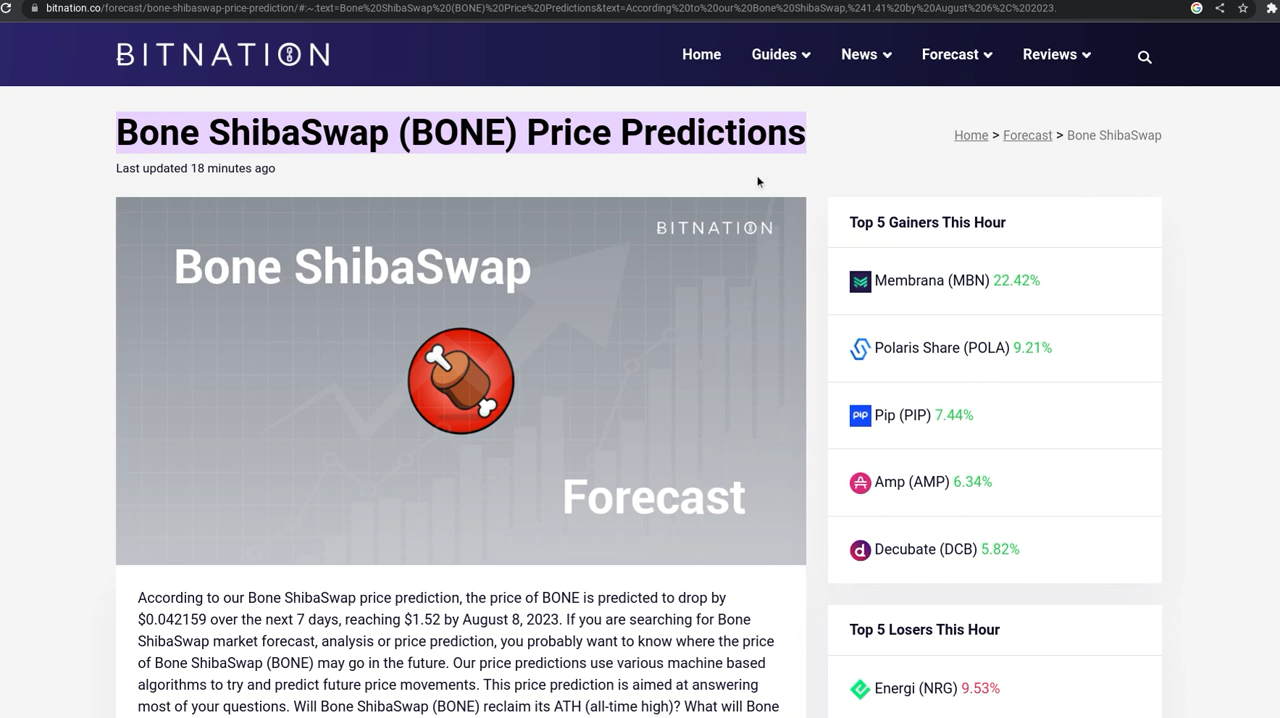 bitnation.co/forecast/bone-shibaswap-price-prediction/#:~:text=Bone%20ShibaSwap%20(BONE)%20Price%20Predictions&text=According%20to%20our%20Bone%20ShibaSwap,%241.41%20by%20August%206%2C%202023.
BITNATION
Home Guides News Forecast Reviews
Bone ShibaSwap (BONE) Price Predictions
Home > Forecast > Bone ShibaSwap
Last updated 18 minutes ago
BITNATION
Bone ShibaSwap
Forecast
According to our Bone ShibaSwap price prediction, the price of BONE is predicted to drop by
$0.042159 over the next 7 days, reaching $1.52 by August 8, 2023. If you are searching for Bone
ShibaSwap market forecast, analysis or price prediction, you probably want to know where the price
of Bone ShibaSwap (BONE) may go in the future. Our price predictions use various machine based
algorithms to try and predict future price movements. This price prediction is aimed at answering
most of your questions. Will Bone ShibaSwap (BONE) reclaim its ATH (all-time high)? What will Bone
Top 5 Gainers This Hour
Membrana (MBN) 22.42%
Polaris Share (POLA) 9.21%
pip Pip (PIP) 7.44%
Amp (AMP) 6.34%
d Decubate (DCB) 5.82%
Top 5 Losers This Hour
Energi (NRG) 9.53%